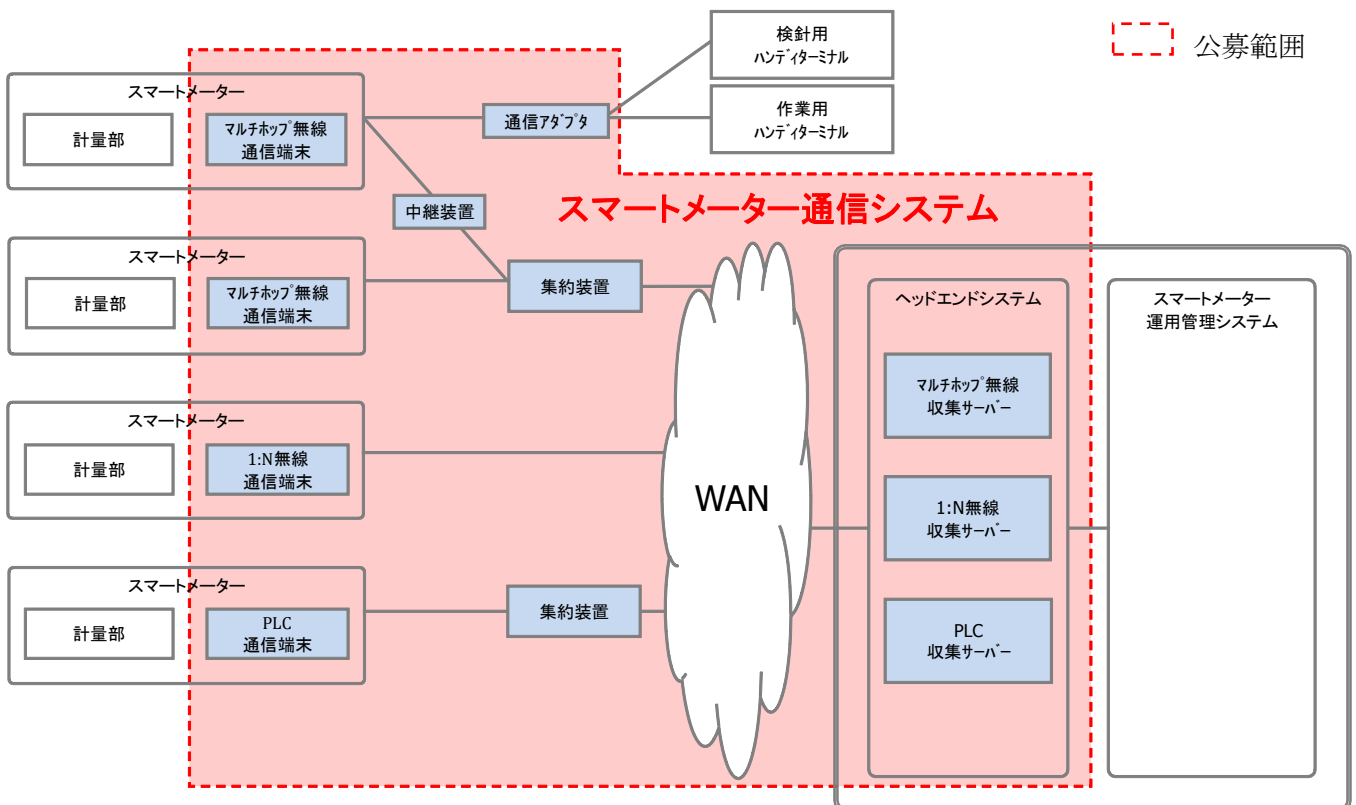 検針用
ハンディターミナル
公募範囲
スマートメーター
計量部
マルチホップ無線
通信端末
通信アダプタ
作業用
ハンディターミナル
中継装置
スマートメーター通信システム
スマートメーター
計量部
マルチホップ無線
通信端末
集約装置
ヘッドエンドシステム
スマートメーター
運用管理システム
マルチホップ無線
収集サーバー
スマートメーター
計量部
1:N無線
通信端末
WAN
1:N無線
収集サーバー
スマートメーター
計量部
PLC
通信端末
集約装置
PLC
収集サーバー